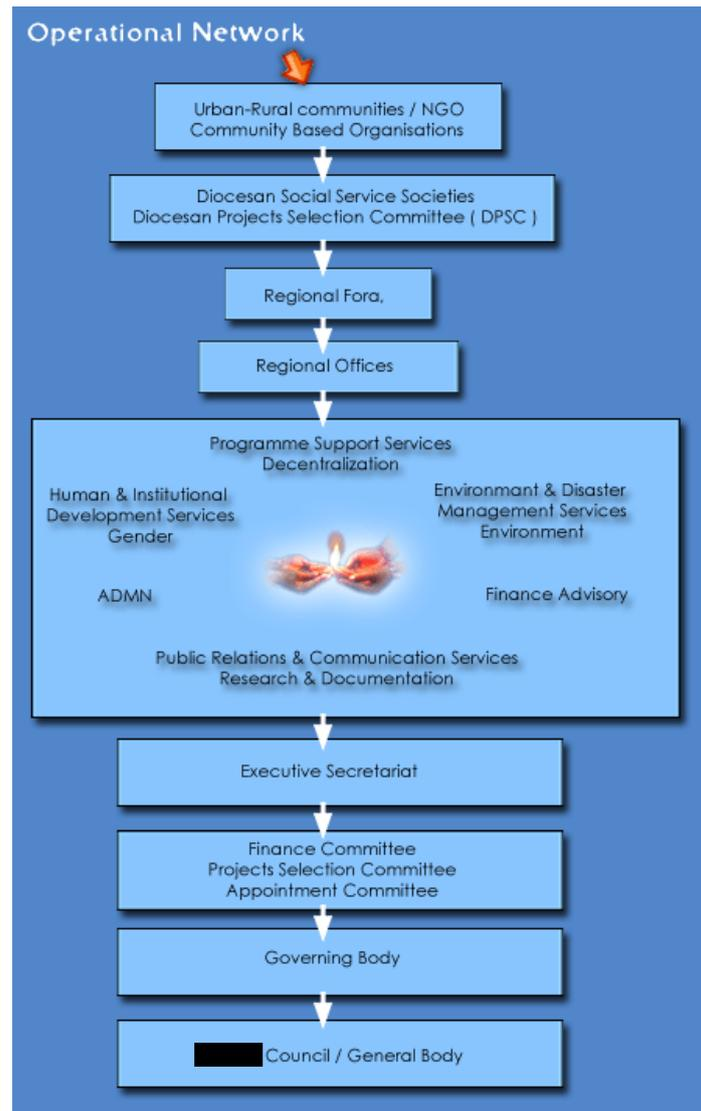 Operational Network
Urban-Rural communities / NGO
Community Based Organisations
Diocesan Social Service Societies
Diocesan Projects Selection Committee ( DPSC )
Regional Fora,
Regional Offices
Programme Support Services
Decentralization
Human & Institutional
Development Services
Gender
Environmant & Disaster
Management Services
Environment
ADMN
Finance Advisory
Public Relations & Communication Services
Research & Documentation
Executive Secretariat
Finance Committee
Projects Selection Committee
Appointment Committee
Governing Body
Council / General Body